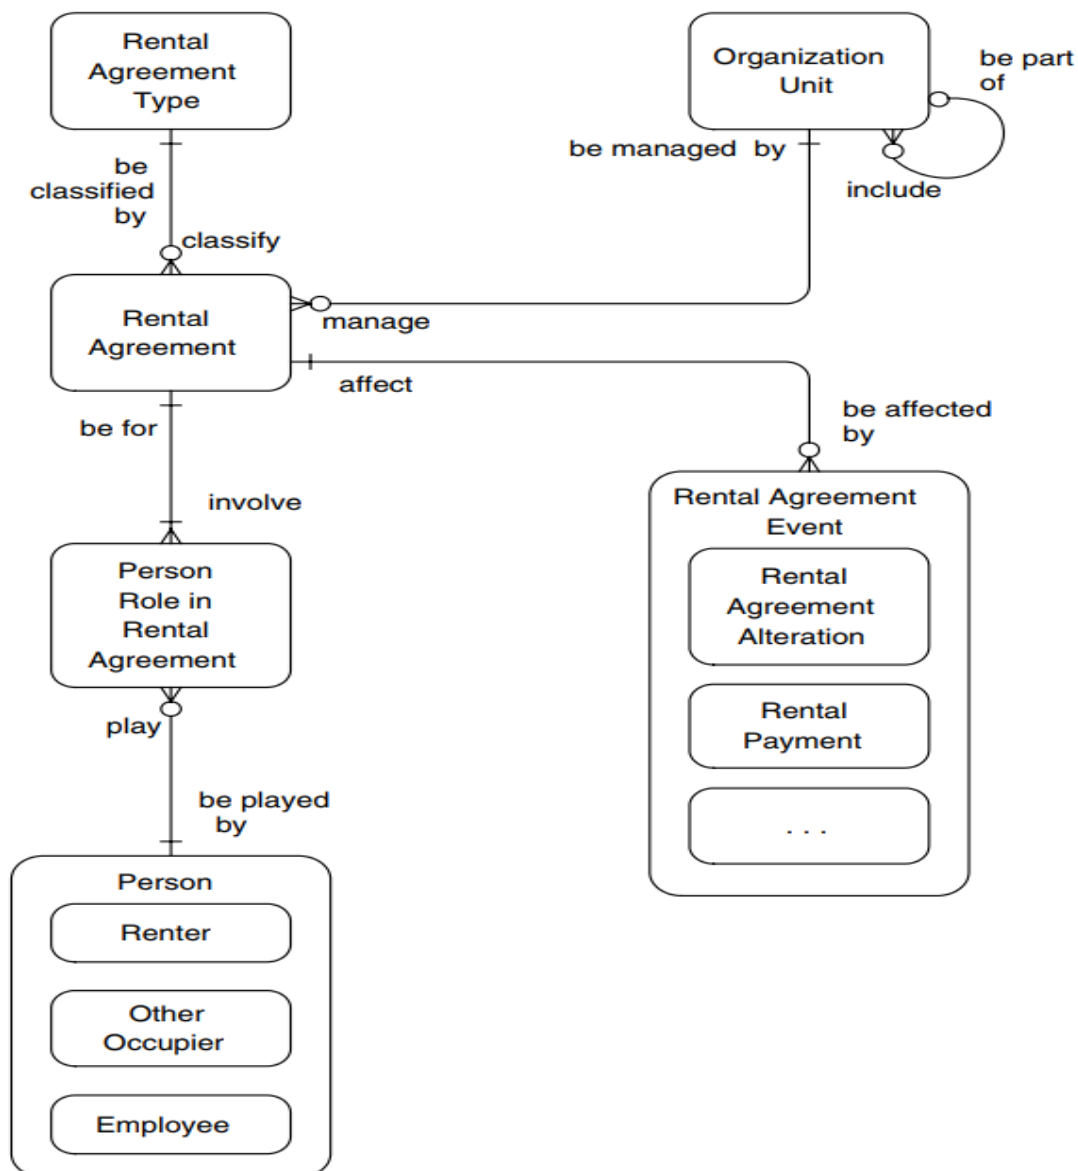 Rental
Agreement
Type
Organization
Unit
be part
of
be managed by
include
be
classified
by
classify
Rental
Agreement
manage
affect
be for
be affected
by
involve
Rental Agreement
Event
Person
Role in
Rental
Agreement
Rental
Agreement
Alteration
play
Rental
Payment
be played
by
. . .
Person
Renter
Other
Occupier
Employee